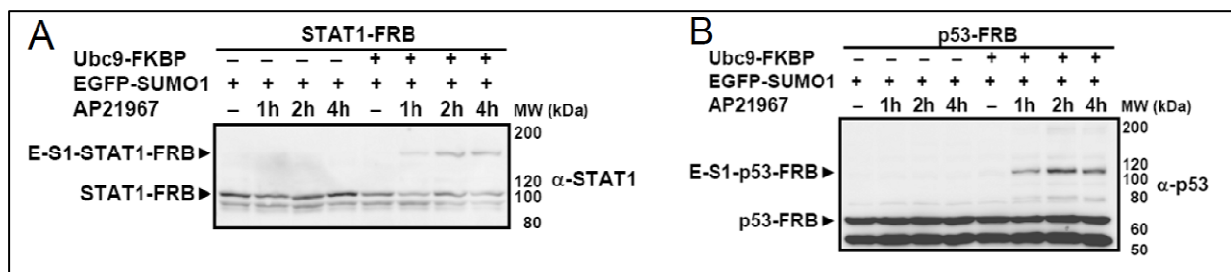 A
STAT1-FRB
Ubc9-FKBP – – – – + + + +
EGFP-SUMO1 + + + + + + + +
AP21967 – 1h 2h 4h – 1h 2h 4h MW (kDa)
200
E-S1-STAT1-FRB
120
α-STAT1
STAT1-FRB
100
80
B
p53-FRB
Ubc9-FKBP – – – – + + + +
EGFP-SUMO1 + + + + + + + +
AP21967 – 1h 2h 4h – 1h 2h 4h MW (kDa)
200
120
E-S1-p53-FRB
100
α-p53
80
p53-FRB
60
50